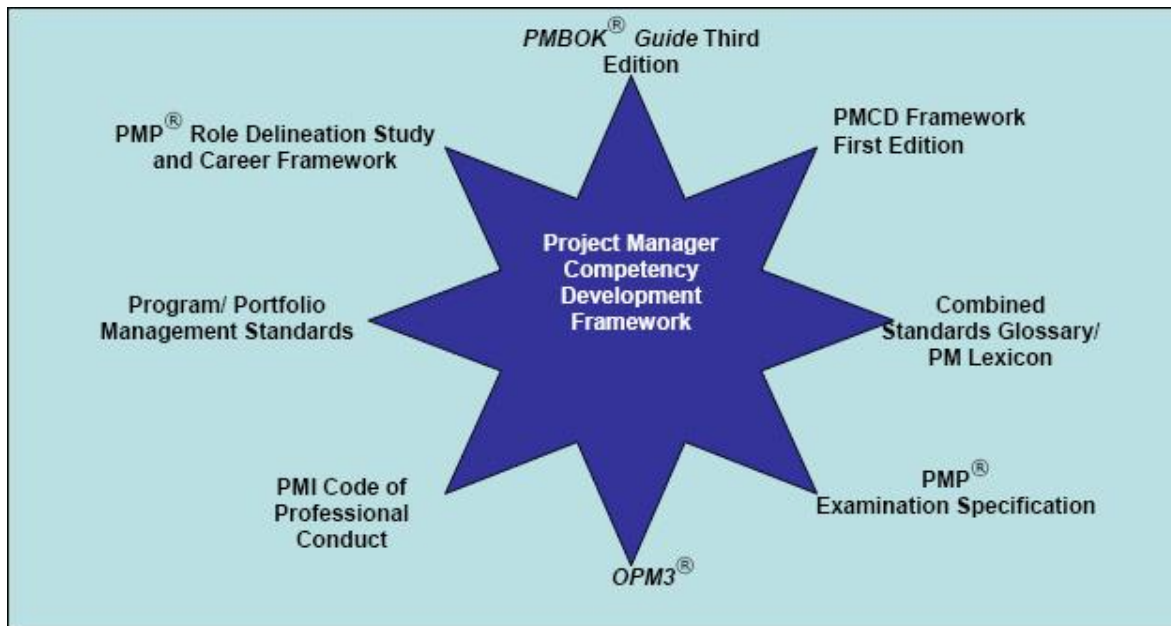 PMBOK® Guide Third
Edition
PMP® Role Delineation Study
and Career Framework
PMCD Framework
First Edition
Project Manager
Competency
Development
Framework
Program/ Portfolio
Management Standards
Combined
Standards Glossary/
PM Lexicon
PMI Code of
Professional
Conduct
PMP®
Examination Specification
OPM3®